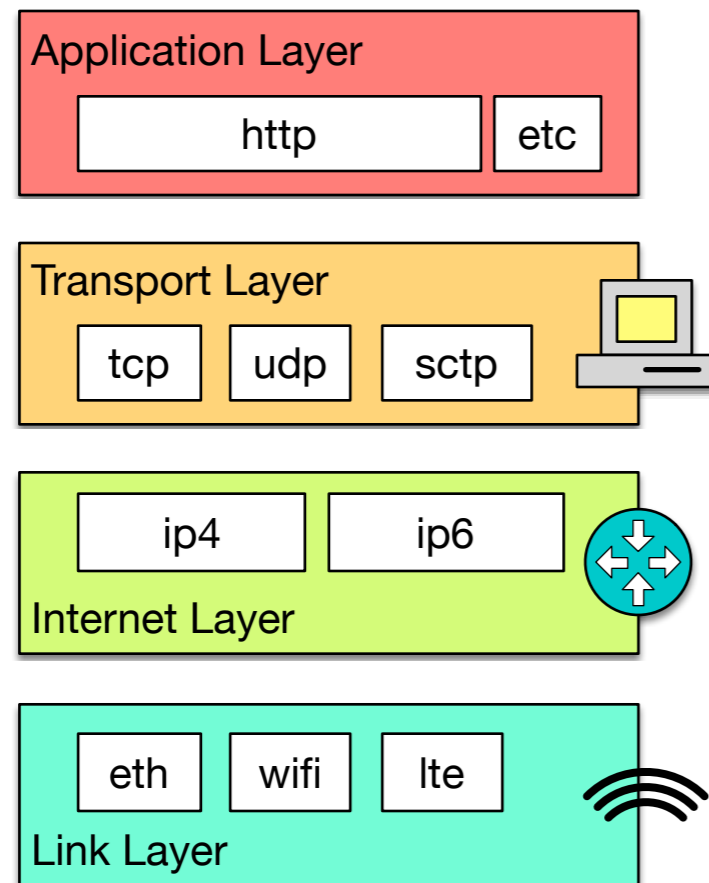 Application Layer
http etc
Transport Layer
tcp udp sctp
ip4 ip6
Internet Layer
eth wifi lte
Link Layer